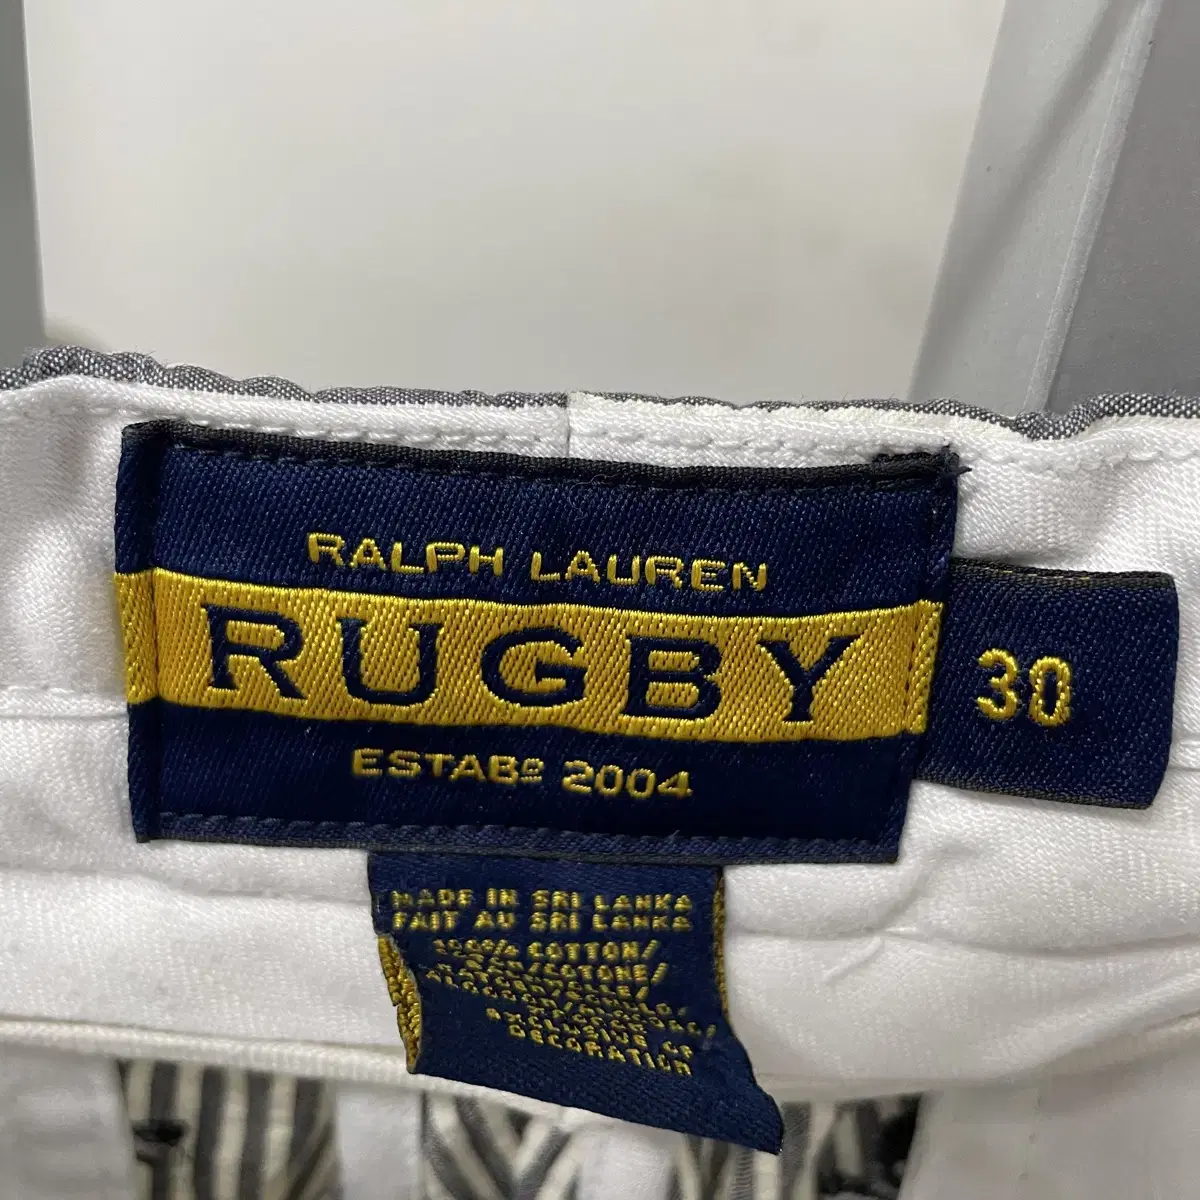 RALPH LAUREN
RUGBY
ESTABº 2004
30
MADE IN SRI LANKA
FAIT AU SRI LANKA
100% COTTON/
EXCLUSIVE OF
DECORATION